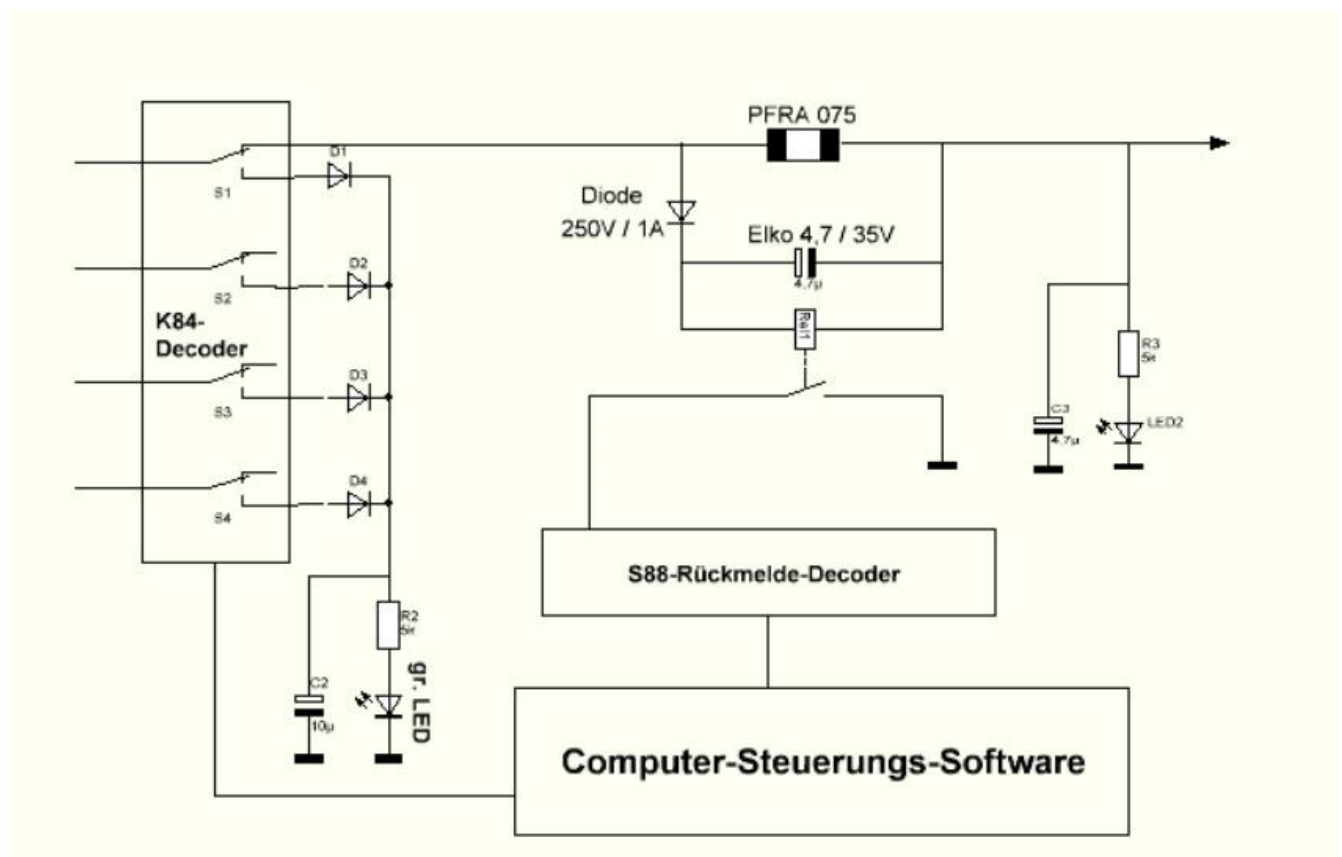 PFRA 075
D1
S1
Diode
250V / 1A
Elko 4,7 / 35V
4.7µ
D2
S2
K84-
Decoder
Rel1
R3
5k
D3
S3
C3
4.7µ
LED2
D4
S4
S88-Rückmelde-Decoder
R2
5k
gr. LED
C2
10µ
Computer-Steuerungs-Software